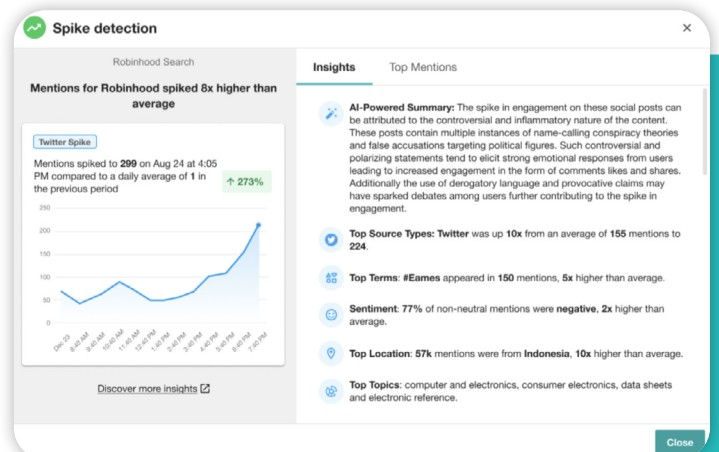 Spike detection
Robinhood Search
Mentions for Robinhood spiked 8x higher than
average
Twitter Spike
Mentions spiked to 299 on Aug 24 at 4:05
PM compared to a daily average of 1 in
the previous period
↑ 273%
250
200
150
100
50
0
Dec 23
8:40 AM
9:40 AM
10:40 AM
11:40 AM
12:40 PM
1:40 PM
2:40 PM
3:40 PM
4:40 PM
5:40 PM
6:40 PM
7:40 PM
Discover more insights
Insights
Top Mentions
AI-Powered Summary: The spike in engagement on these social posts can
be attributed to the controversial and inflammatory nature of the content.
These posts contain multiple instances of name-calling conspiracy theories
and false accusations targeting political figures. Such controversial and
polarizing statements tend to elicit strong emotional responses from users
leading to increased engagement in the form of comments likes and shares.
Additionally the use of derogatory language and provocative claims may
have sparked debates among users further contributing to the spike in
engagement.
Top Source Types: Twitter was up 10x from an average of 155 mentions to
224.
Top Terms: #Eames appeared in 150 mentions, 5x higher than average.
Sentiment: 77% of non-neutral mentions were negative, 2x higher than
average.
Top Location: 57k mentions were from Indonesia, 10x higher than average.
Top Topics: computer and electronics, consumer electronics, data sheets
and electronic reference.
Close